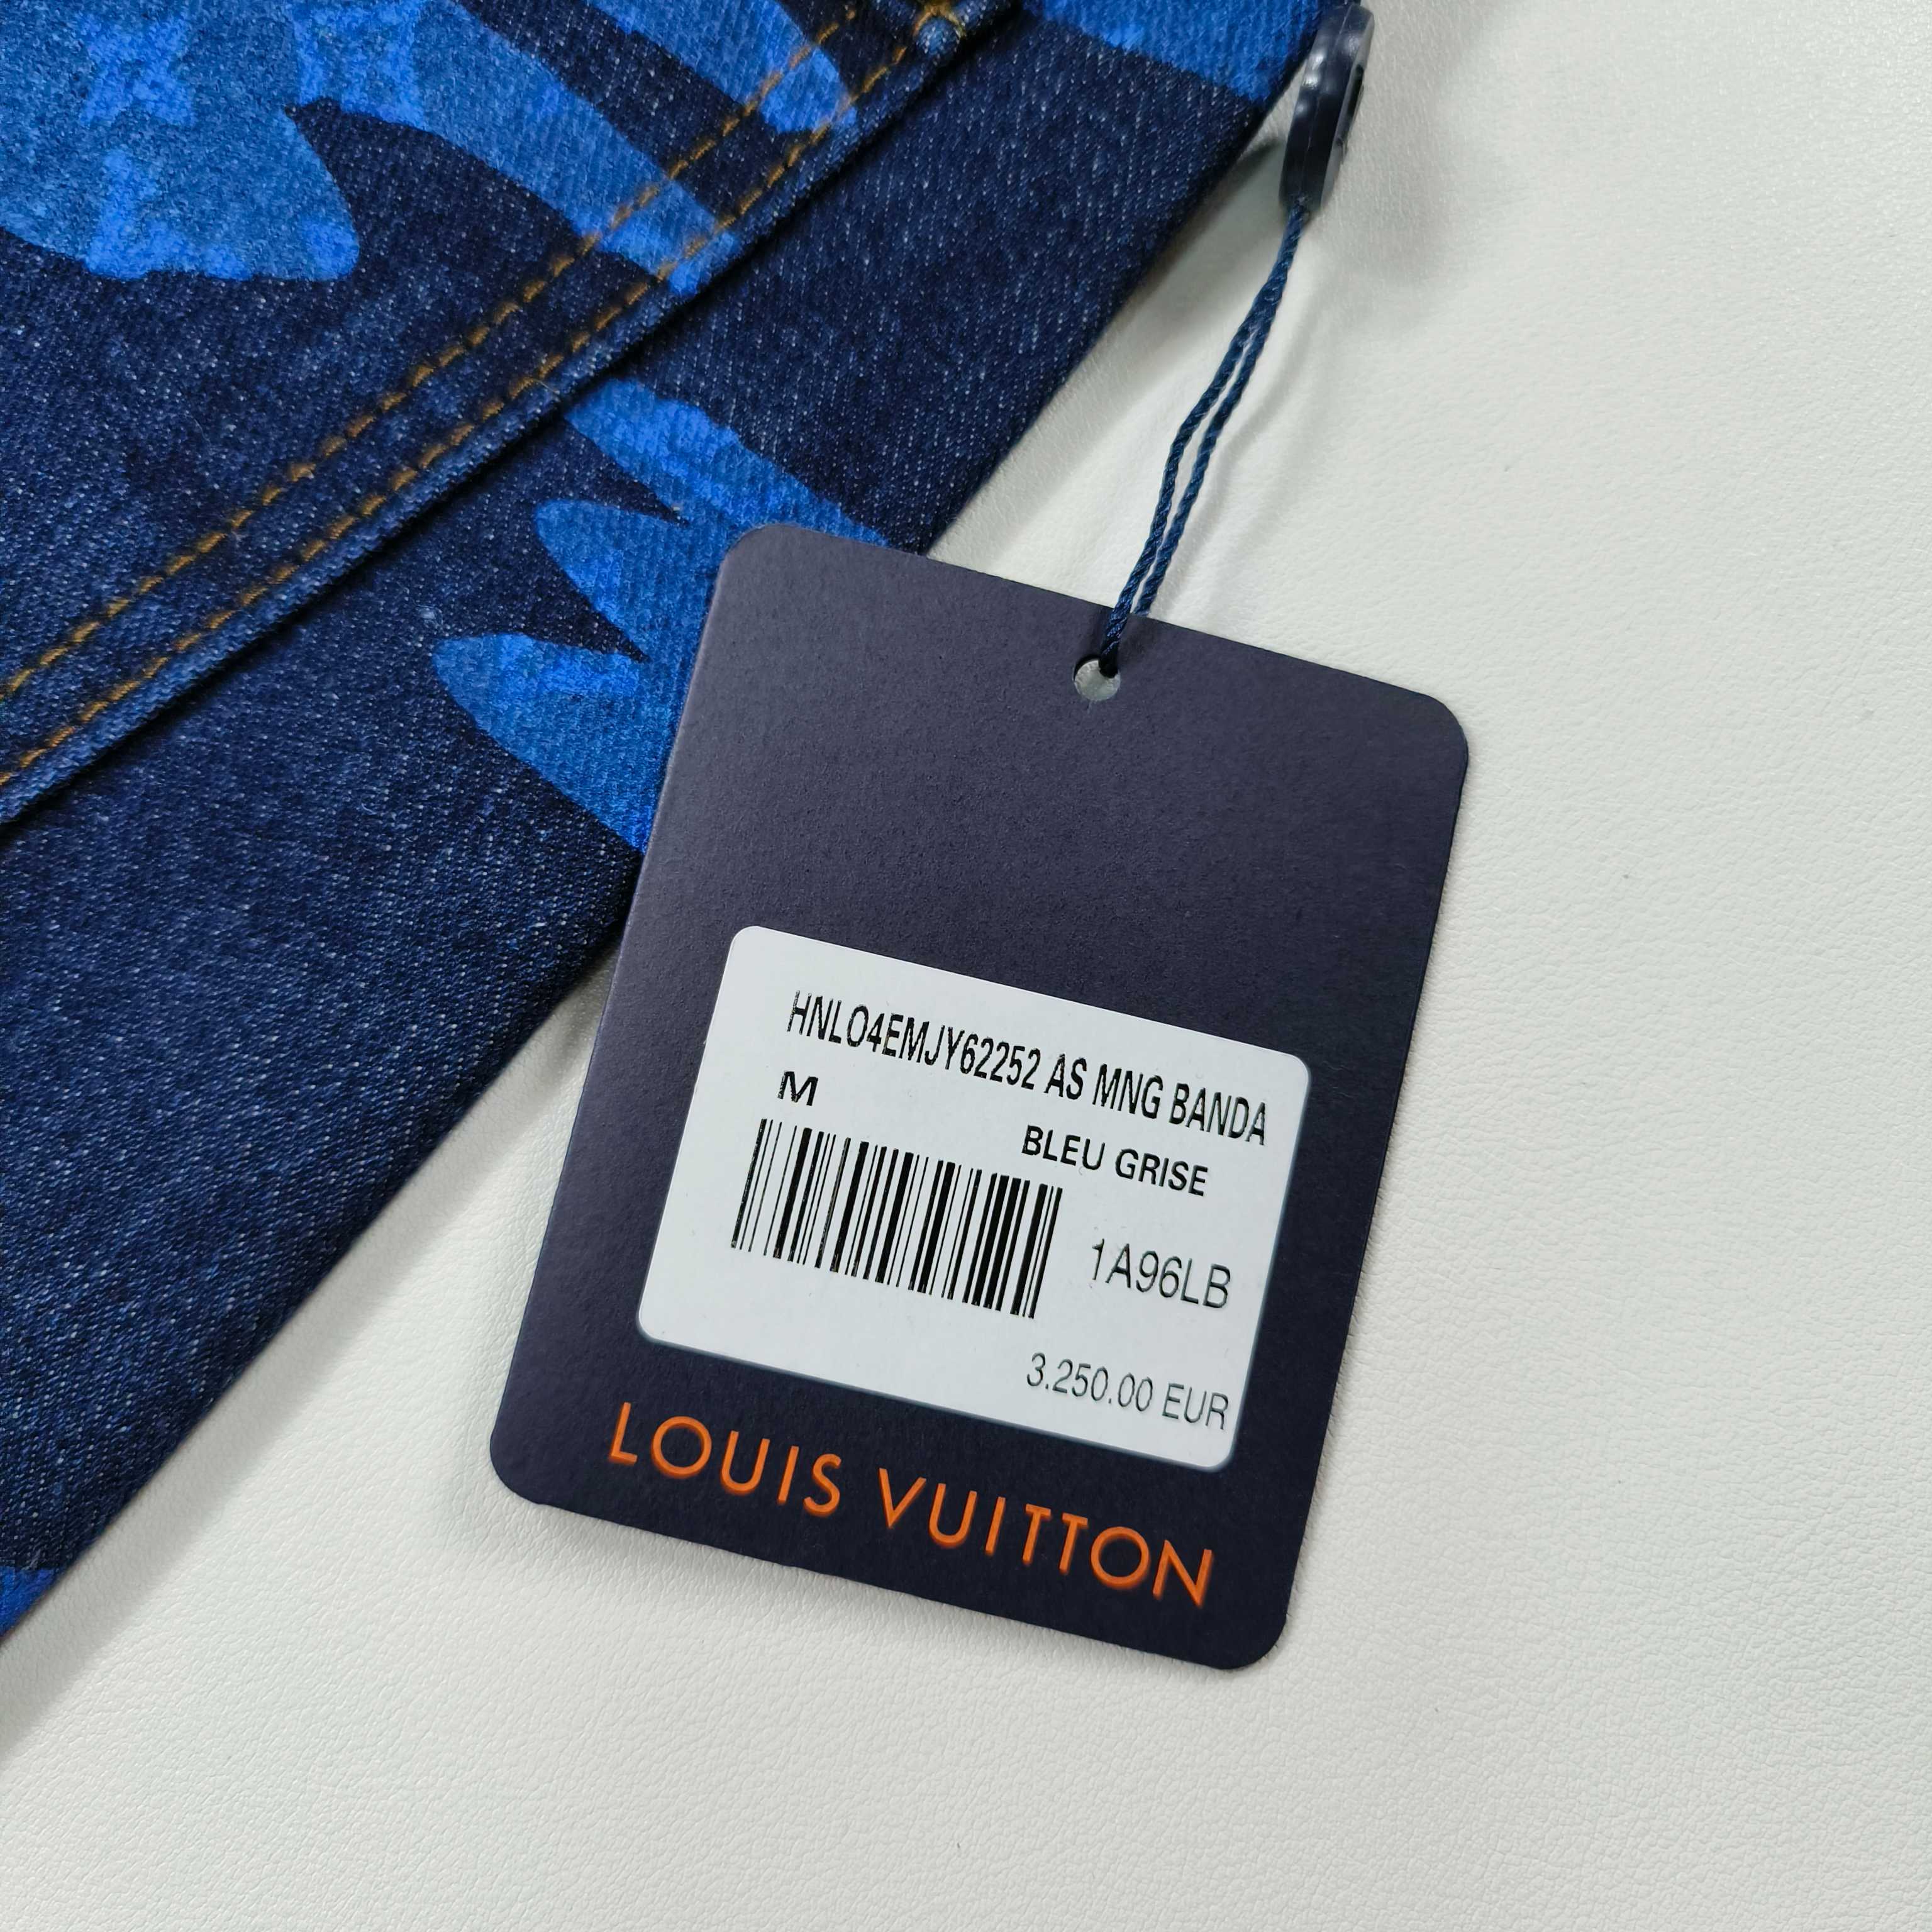 HNLO4EMJY62252 AS MNG BANDA
M
BLEU GRISE
1A96LB
3.250.00 EUR
LOUIS VUITTON